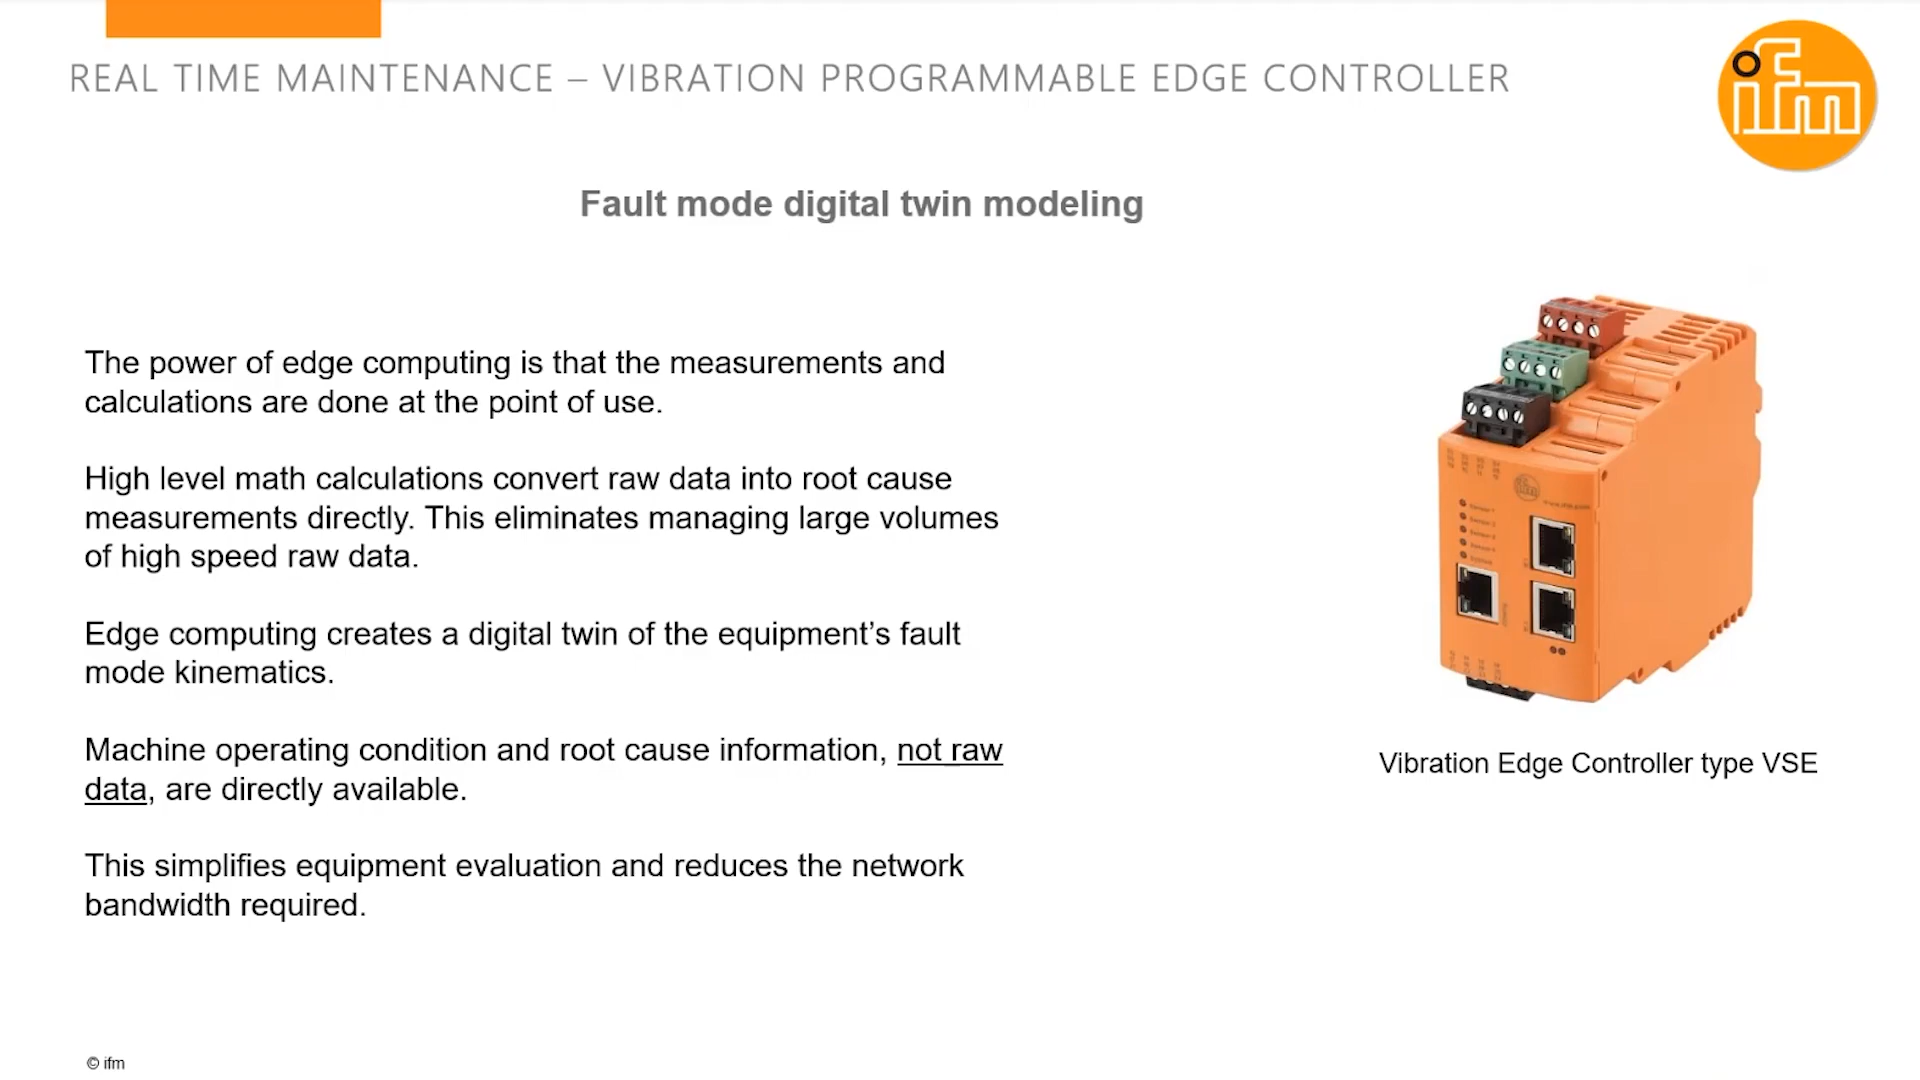 REAL TIME MAINTENANCE – VIBRATION PROGRAMMABLE EDGE CONTROLLER
ifm
Fault mode digital twin modeling
The power of edge computing is that the measurements and
calculations are done at the point of use.
High level math calculations convert raw data into root cause
measurements directly. This eliminates managing large volumes
of high speed raw data.
Edge computing creates a digital twin of the equipment’s fault
mode kinematics.
Machine operating condition and root cause information, not raw
data, are directly available.
This simplifies equipment evaluation and reduces the network
bandwidth required.
ifm
Vibration Edge Controller type VSE
© ifm